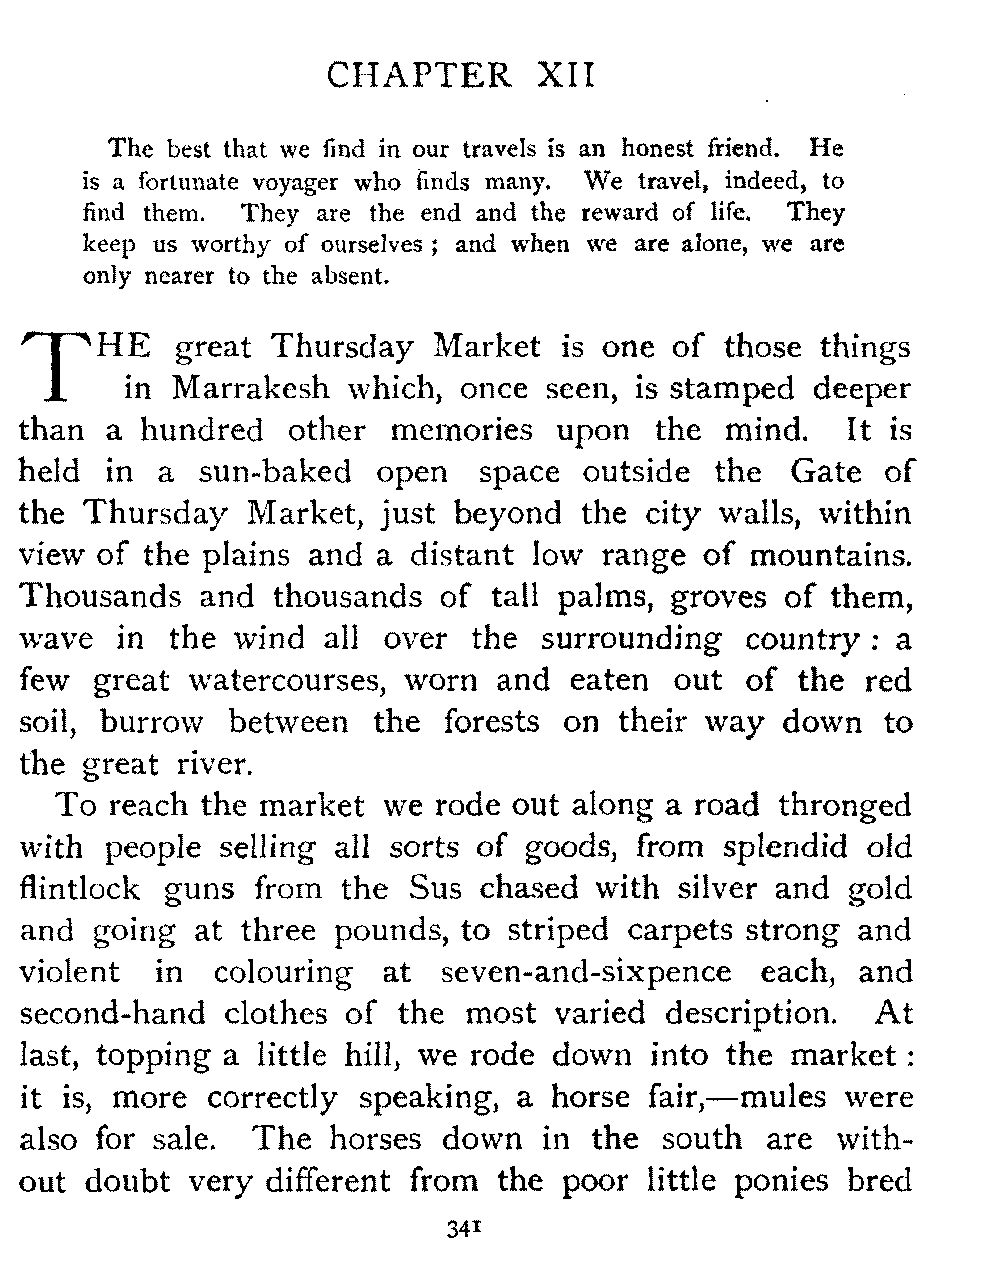 CHAPTER XII
The best that we find in our travels is an honest friend. He
is a fortunate voyager who finds many. We travel, indeed, to
find them. They are the end and the reward of life. They
keep us worthy of ourselves ; and when we are alone, we are
only nearer to the absent.
THE great Thursday Market is one of those things
in Marrakesh which, once seen, is stamped deeper
than a hundred other memories upon the mind. It is
held in a sun-baked open space outside the Gate of
the Thursday Market, just beyond the city walls, within
view of the plains and a distant low range of mountains.
Thousands and thousands of tall palms, groves of them,
wave in the wind all over the surrounding country : a
few great watercourses, worn and eaten out of the red
soil, burrow between the forests on their way down to
the great river.
To reach the market we rode out along a road thronged
with people selling all sorts of goods, from splendid old
flintlock guns from the Sus chased with silver and gold
and going at three pounds, to striped carpets strong and
violent in colouring at seven-and-sixpence each, and
second-hand clothes of the most varied description. At
last, topping a little hill, we rode down into the market :
it is, more correctly speaking, a horse fair,—mules were
also for sale. The horses down in the south are with-
out doubt very different from the poor little ponies bred
341